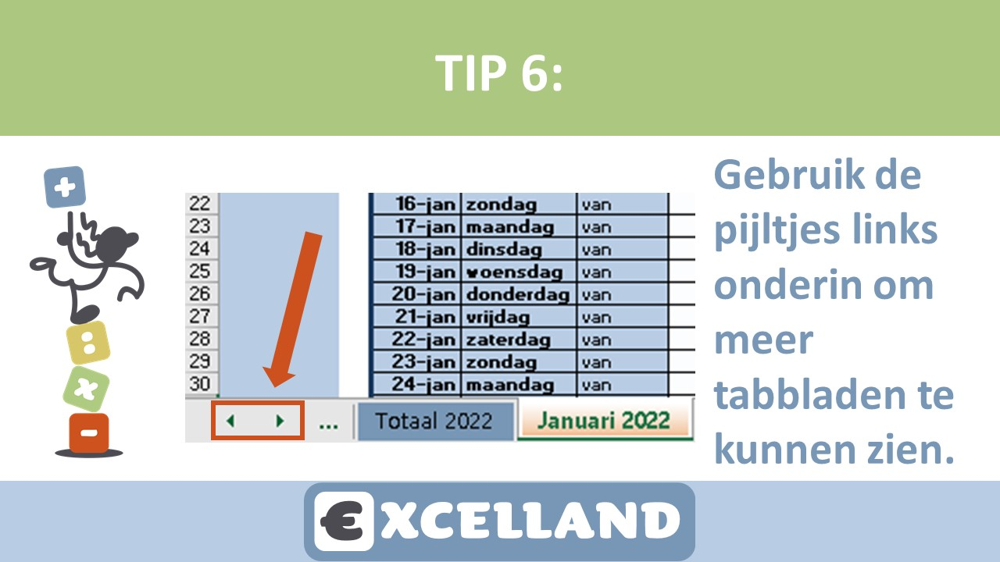 TIP 6:
+
:
x
-
22 16-jan zondag van
23 17-jan maandag van
24 18-jan dinsdag van
25 19-jan woensdag van
26 20-jan donderdag van
27 21-jan vrijdag van
28 22-jan zaterdag van
29 23-jan zondag van
30 24-jan maandag van
... Totaal 2022 Januari 2022
Gebruik de
pijltjes links
onderin om
meer
tabbladen te
kunnen zien.
€XCELLAND